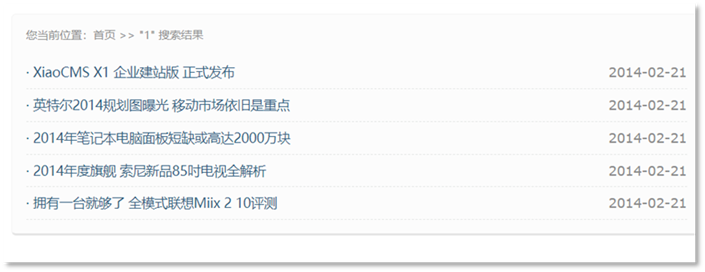 您当前位置：首页 >> "1" 搜索结果
· XiaoCMS X1 企业建站版 正式发布 2014-02-21
· 英特尔2014规划图曝光 移动市场依旧是重点 2014-02-21
· 2014年笔记本电脑面板短缺或高达2000万块 2014-02-21
· 2014年度旗舰 索尼新品85吋电视全解析 2014-02-21
· 拥有一台就够了 全模式联想Miix 2 10评测 2014-02-21